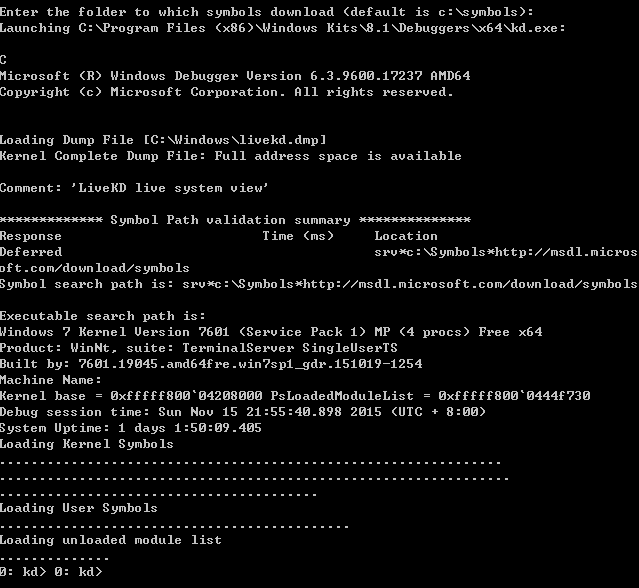 Enter the folder to which symbols download (default is c:\symbols):
Launching C:\Program Files (x86)\Windows Kits\8.1\Debuggers\x64\kd.exe:
C
Microsoft (R) Windows Debugger Version 6.3.9600.17237 AMD64
Copyright (c) Microsoft Corporation. All rights reserved.
Loading Dump File [C:\Windows\livekd.dmp]
Kernel Complete Dump File: Full address space is available
Comment: 'LiveKD live system view'
************* Symbol Path validation summary **************
Response                         Time (ms)     Location
Deferred                                       srv*c:\Symbols*http://msdl.micros
oft.com/download/symbols
Symbol search path is: srv*c:\Symbols*http://msdl.microsoft.com/download/symbols
Executable search path is:
Windows 7 Kernel Version 7601 (Service Pack 1) MP (4 procs) Free x64
Product: WinNt, suite: TerminalServer SingleUserTS
Built by: 7601.19045.amd64fre.win7sp1_gdr.151019-1254
Machine Name:
Kernel base = 0xfffff800`04208000 PsLoadedModuleList = 0xfffff800`0444f730
Debug session time: Sun Nov 15 21:55:40.898 2015 (UTC + 8:00)
System Uptime: 1 days 1:50:09.405
Loading Kernel Symbols
...............................................................
................................................................
........................................
Loading User Symbols
............................................
Loading unloaded module list
..............
0: kd> 0: kd>